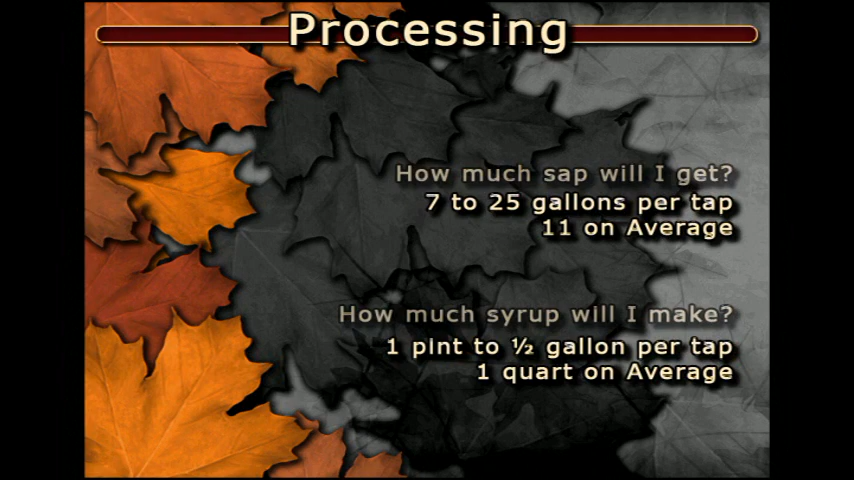 Processing
How much sap will I get?
7 to 25 gallons per tap
11 on Average
How much syrup will I make?
1 pint to ½ gallon per tap
1 quart on Average